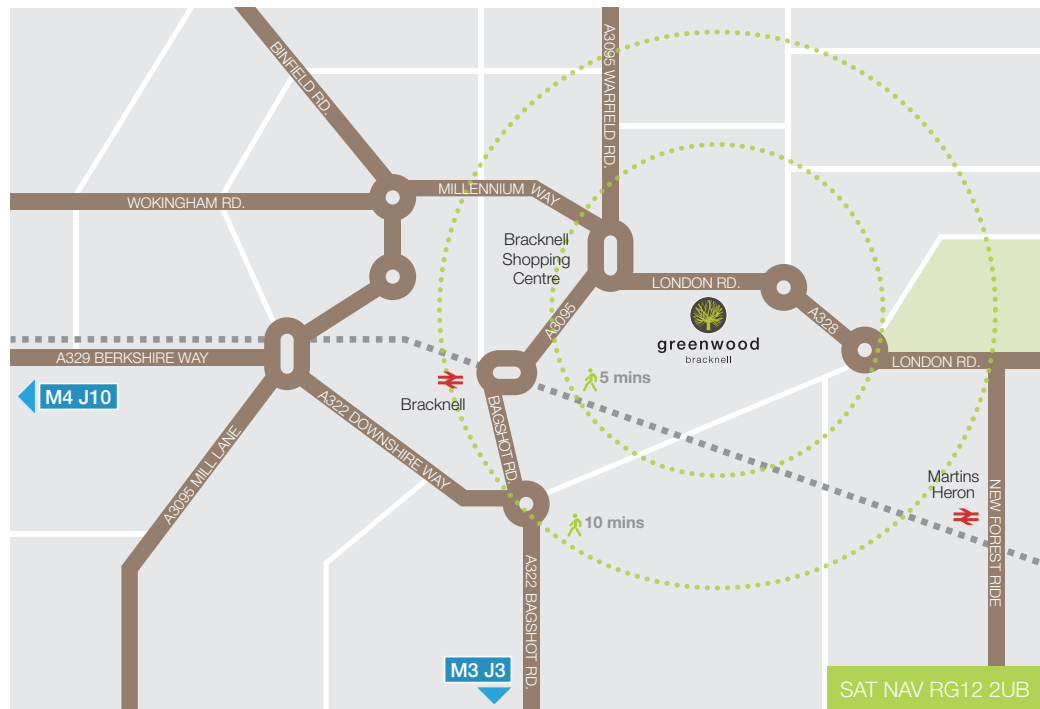 BINFIELD RD.
A3095 WARFIELD RD.
MILLENNIUM WAY
WOKINGHAM RD.
Bracknell
Shopping
Centre
LONDON RD.
A3095
A328
greenwood
bracknell
A329 BERKSHIRE WAY
LONDON RD.
M4 J10
Bracknell
5 mins
A322 DOWNSHIRE WAY
BAGSHOT RD.
A3095 MILL LANE
Martins
Heron
NEW FOREST RIDE
10 mins
A322 BAGSHOT RD.
M3 J3
SAT NAV RG12 2UB